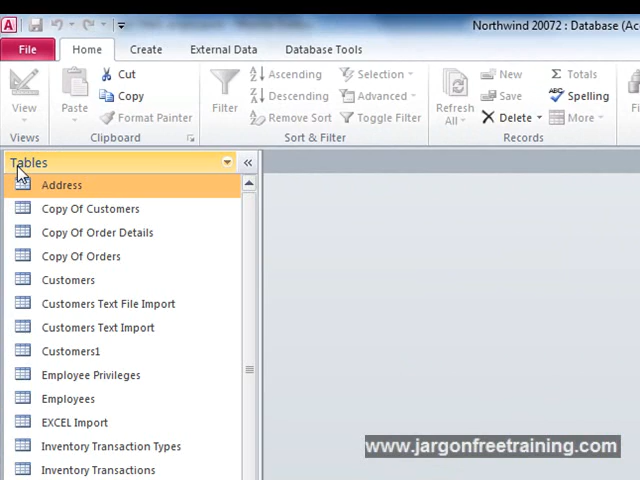 Northwind 20072 : Database (Ac
File Home Create External Data Database Tools
View
Views
Paste
Cut
Copy
Format Painter
Clipboard
Filter
Ascending
Descending
Remove Sort
Selection
Advanced
Toggle Filter
Sort & Filter
Refresh
All
New
Save
Delete
Totals
Spelling
More
Records
Fi
Tables
Address
Copy Of Customers
Copy Of Order Details
Copy Of Orders
Customers
Customers Text File Import
Customers Text Import
Customers1
Employee Privileges
Employees
EXCEL Import
Inventory Transaction Types
Inventory Transactions
www.jargonfreetraining.com